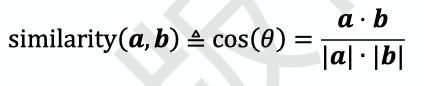 similarity(𝒂, 𝒃) ≜ cos(θ) = (𝒂 · 𝒃) / (|𝒂| · |𝒃|)